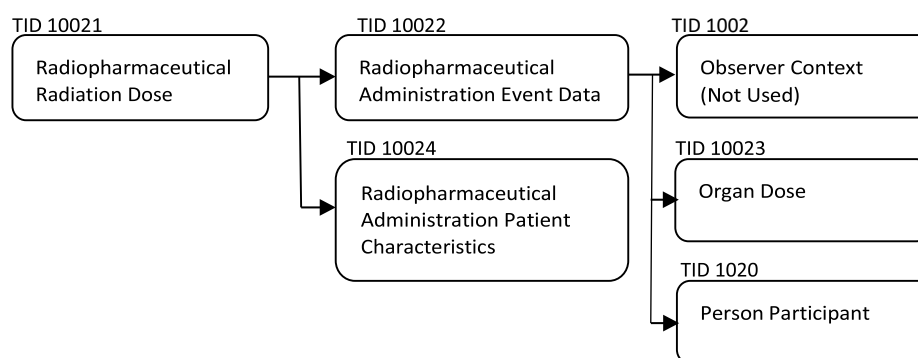 TID 10021
Radiopharmaceutical
Radiation Dose
TID 10022
Radiopharmaceutical
Administration Event Data
TID 1002
Observer Context
(Not Used)
TID 10024
Radiopharmaceutical
Administration Patient
Characteristics
TID 10023
Organ Dose
TID 1020
Person Participant